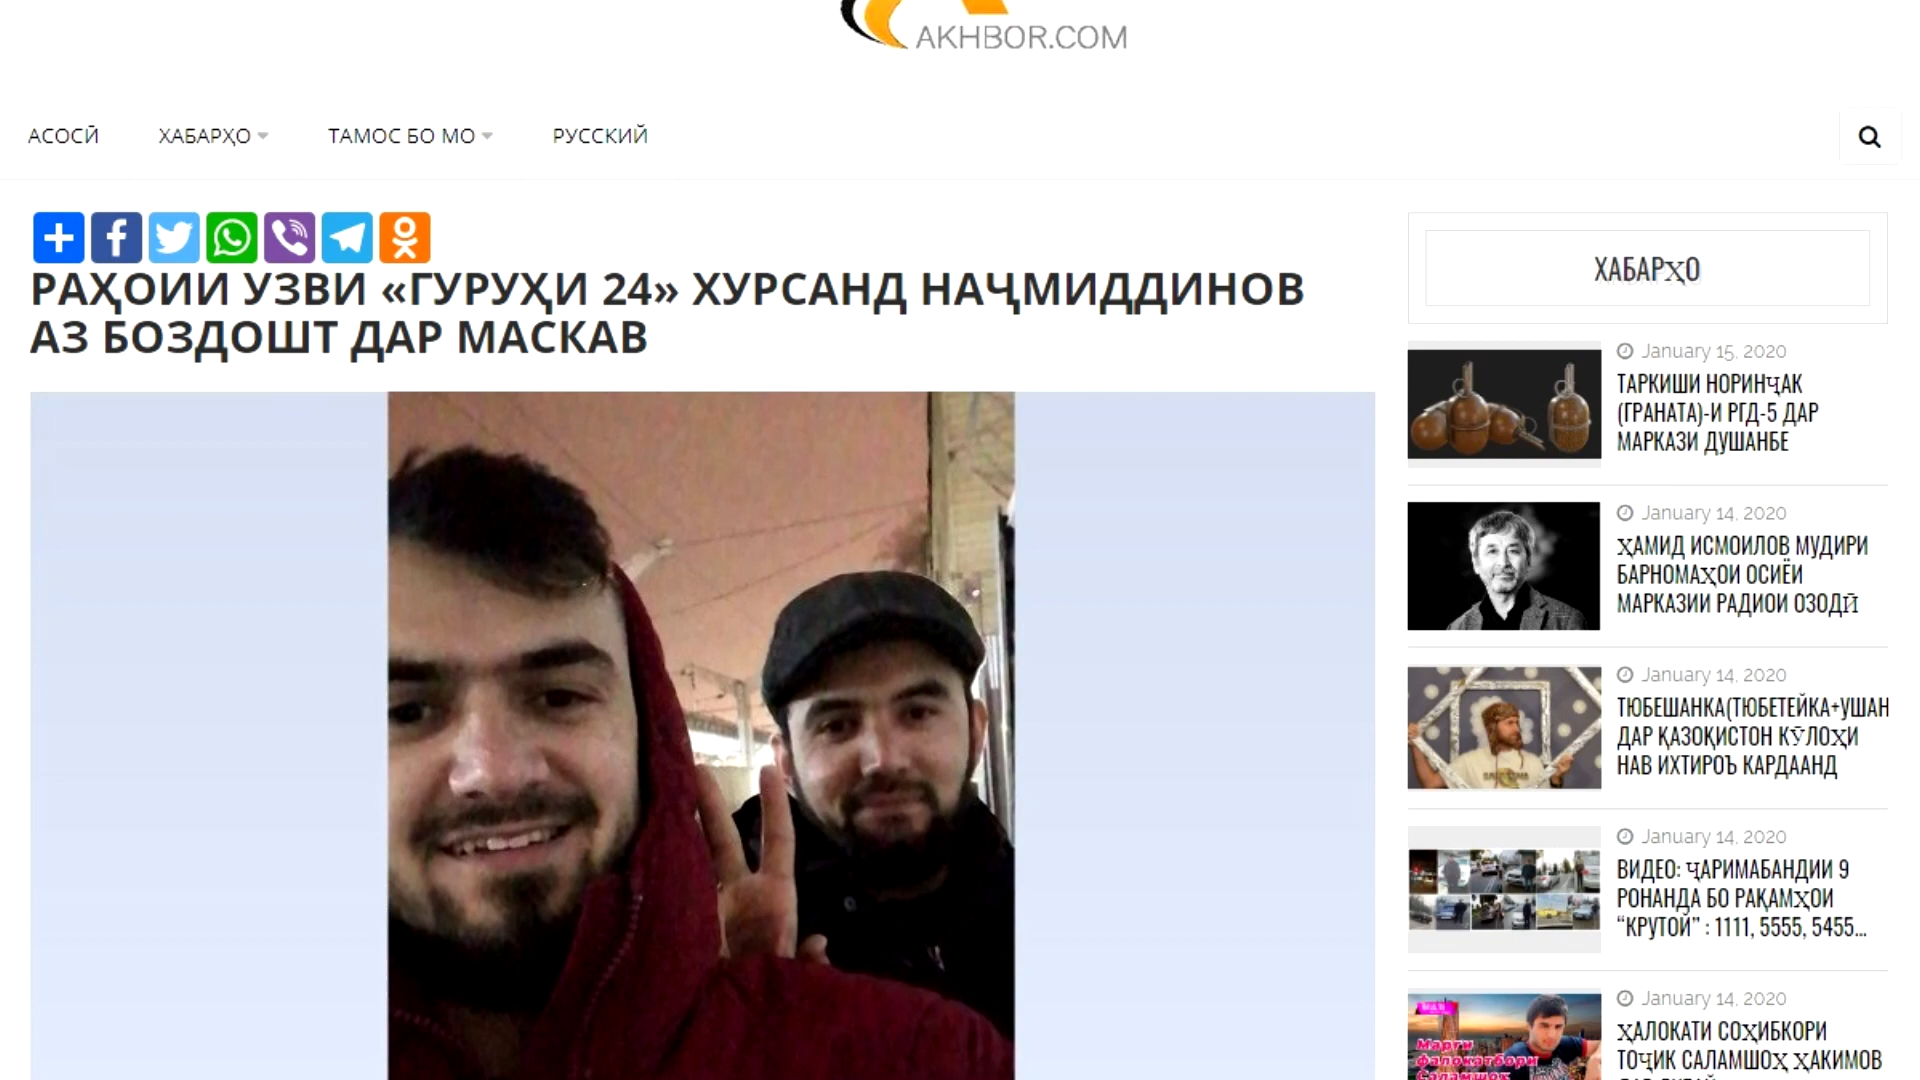 AKHBOR.COM
АСОСӢ
ХАБАРҲО
ТАМОС БО МО
РУССКИЙ
РАҲОИИ УЗВИ «ГУРУҲИ 24» ХУРСАНД НАҶМИДДИНОВ
АЗ БОЗДОШТ ДАР МАСКАВ
ХАБАРҲО
January 15, 2020
ТАРКИШИ НОРИНҶАК
(ГРАНАТА)-И РГД-5 ДАР
МАРКАЗИ ДУШАНБЕ
January 14, 2020
ҲАМИД ИСМОИЛОВ МУДИРИ
БАРНОМАҲОИ ОСИЁИ
МАРКАЗИИ РАДИОИ ОЗОДӢ
January 14, 2020
ТЮБЕШАНКА(ТЮБЕТЕЙКА+УШАН
ДАР ҚАЗОҚИСТОН КӮЛОҲИ
НАВ ИХТИРОЪ КАРДААНД
January 14, 2020
ВИДЕО: ҶАРИМАБАНДИИ 9
РОНАНДА БО РАҚАМҲОИ
“КРУТОЙ” : 1111, 5555, 5455...
January 14, 2020
ҲАЛОКАТИ СОҲИБКОРИ
ТОҶИК САЛАМШОҲ ҲАКИМОВ
Марги
фалокатбори
Саламшох